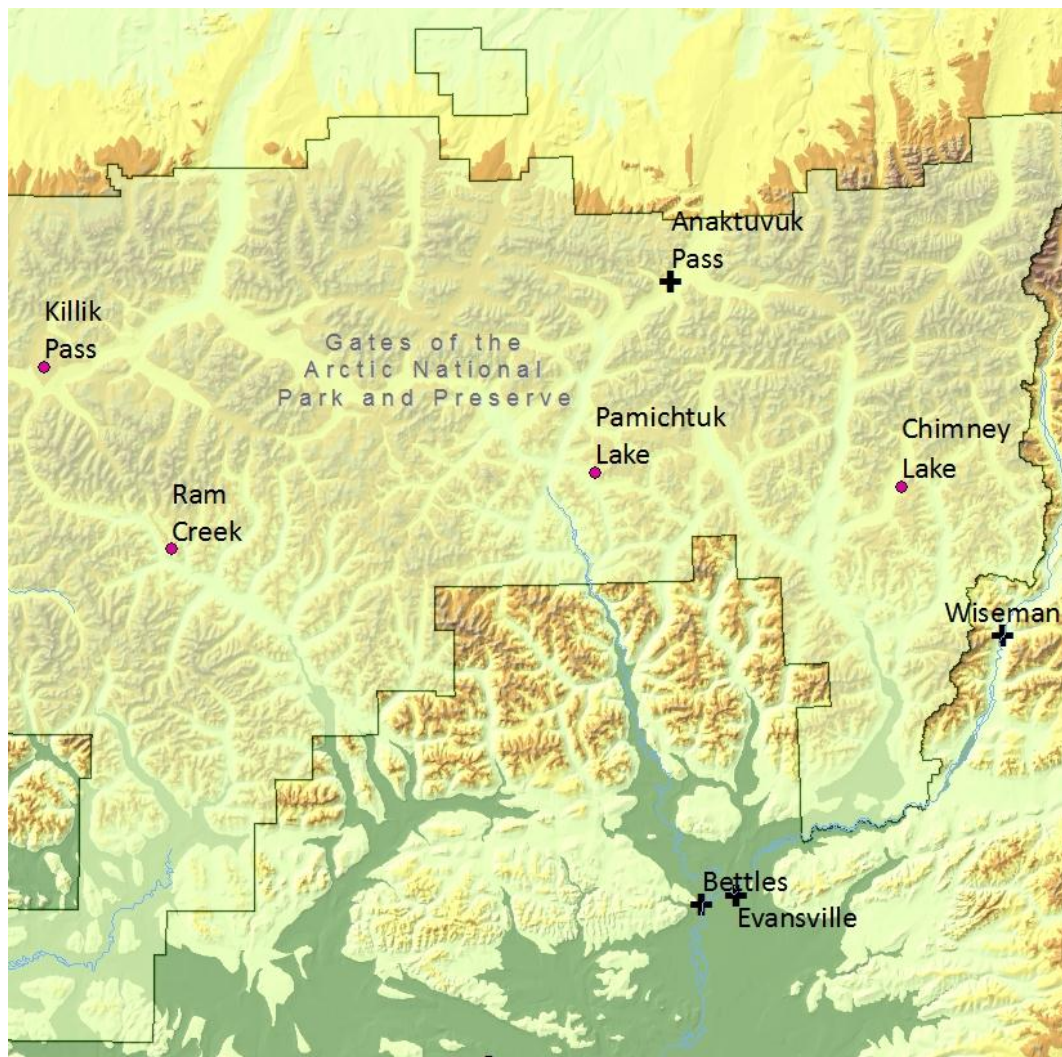 Anaktuvuk
Pass
Killik
Pass
Gates of the
Arctic National
Park and Preserve
Pamichtuk
Lake
Chimney
Lake
Ram
Creek
Wiseman
Bettles
Evansville